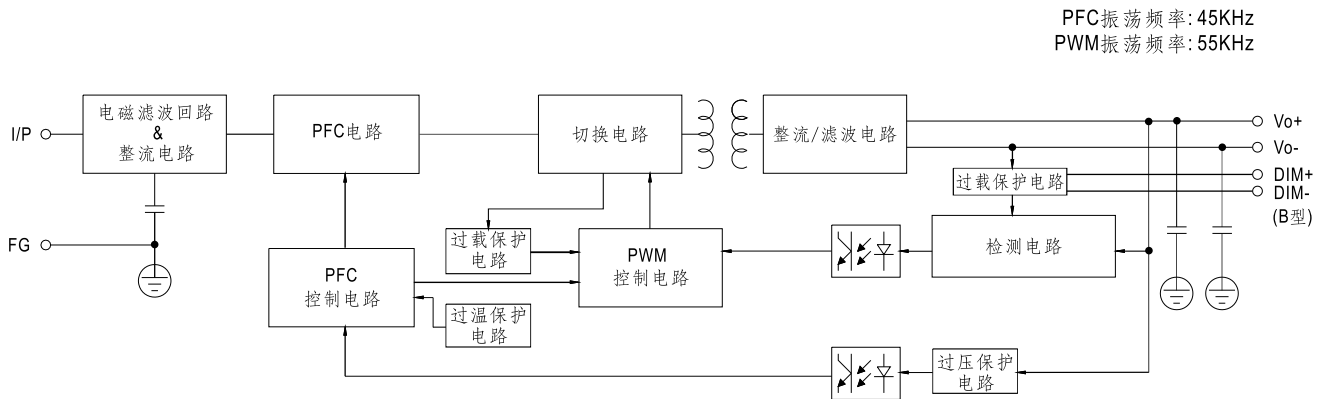 PFC振荡频率: 45KHz
PWM振荡频率: 55KHz
I/P
电磁滤波回路
&
整流电路
PFC电路
切换电路
整流/滤波电路
Vo+
Vo-
DIM+
DIM-
(B型)
过载保护电路
检测电路
FG
过载保护
电路
PWM
控制电路
PFC
控制电路
过温保护
电路
过压保护
电路